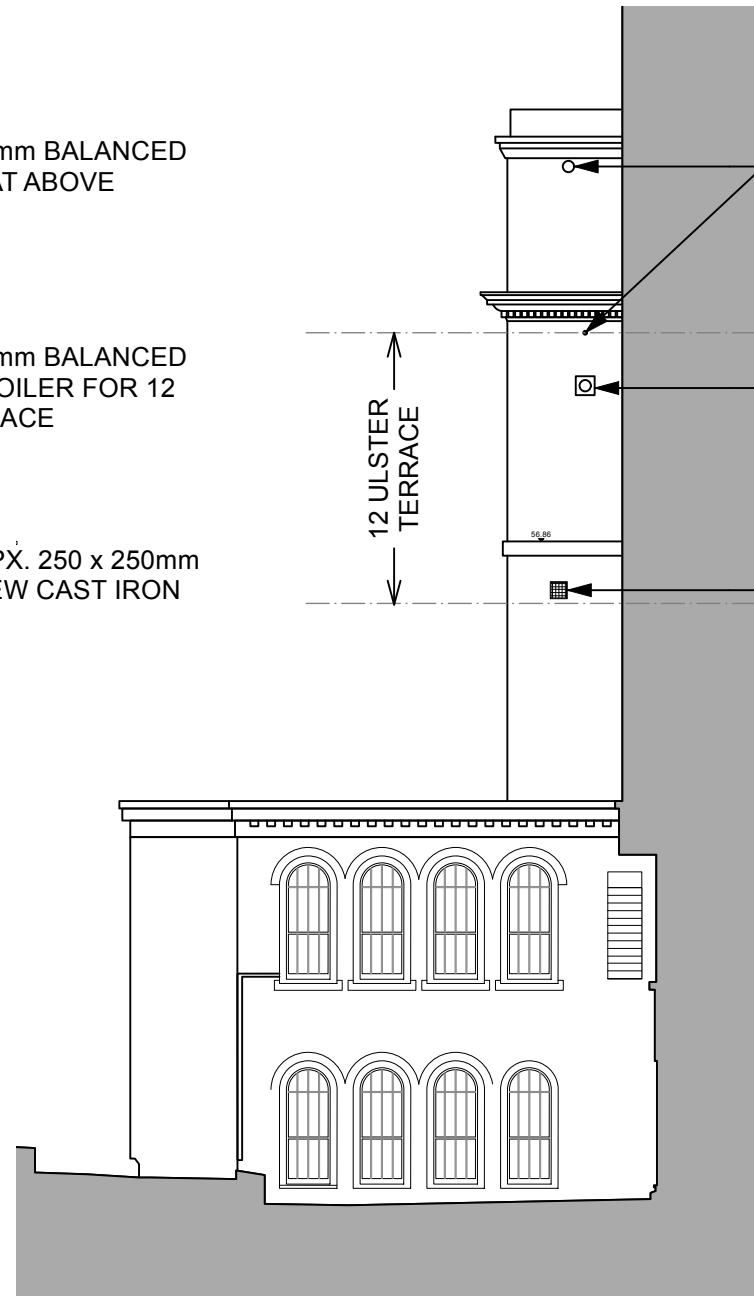 mm BALANCED
AT ABOVE
mm BALANCED
OILER FOR 12
ACE
12 ULSTER
TERRACE
56.86
PX. 250 x 250mm
EW CAST IRON